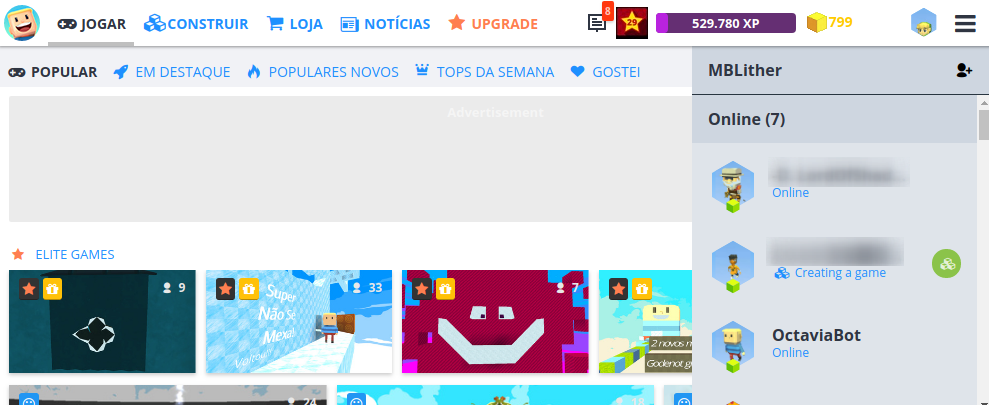 JOGAR CONSTRUIR LOJA NOTÍCIAS UPGRADE 8 29 529.780 XP 799
POPULAR EM DESTAQUE POPULARES NOVOS TOPS DA SEMANA GOSTEI
MBLither
Advertisement
Online (7)
Online
ELITE GAMES
Creating a game
9
33
7
Super
Não Se
Mexa!
2 novos n
Godenot g
OctaviaBot
Online
24
18